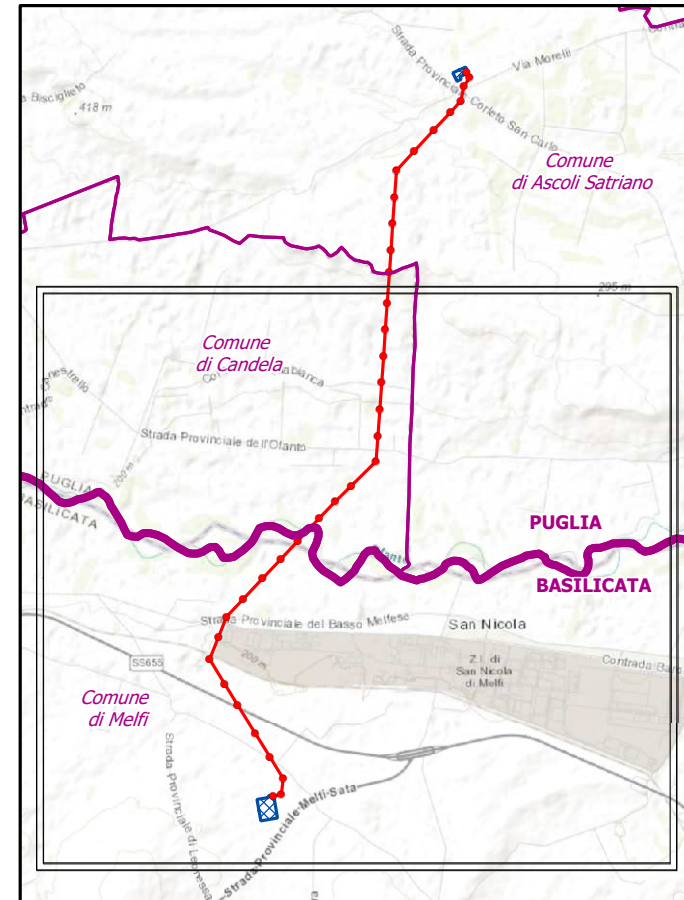 Strada Provinciale Corleto San Carlo
Via Morelli
Bisciglieto
418 m
Comune
di Ascoli Satriano
295 m
Comune
di Candela
Strada Provinciale dell'Ofanto
200 m
PUGLIA
BASILICATA
PUGLIA
BASILICATA
Strada Provinciale del Basso Melfese
San Nicola
200 m
Z.I. di
San Nicola
di Melfi
Contrada
SS655
Comune
di Melfi
Strada Provinciale di Leonessa
Strada Provinciale Melfi-Sata